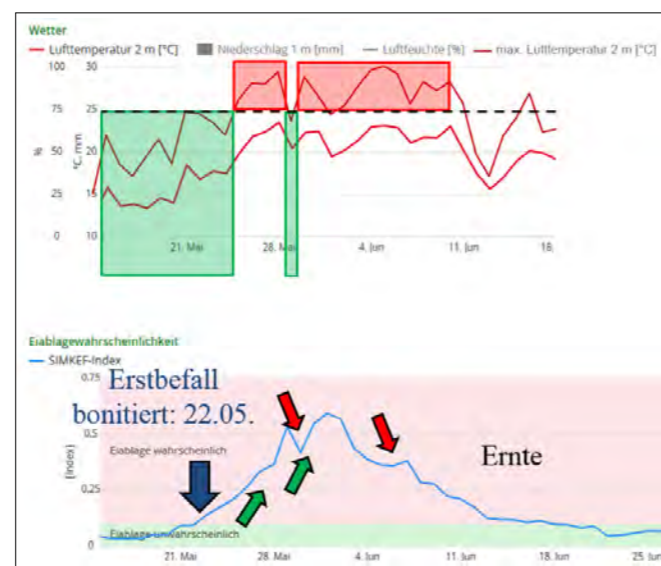 Wetter
Lufttemperatur 2 m [°C] Niederschlag 1 m [mm] Luftfeuchte [%] max. Lufttemperatur 2 m [°C]
100 30
75 25
50 20
25 15
0 10
% °C, mm
21. Mai 28. Mai 4. Jun 11. Jun 18.
Eiablagewahrscheinlichkeit
SIMKEF-Index
0.75
Erstbefall
bonitiert: 22.05.
0.5
Eiablage wahrscheinlich
Ernte
(Index)
0.25
Eiablage unwahrscheinlich
0
21. Mai 28. Mai 4. Jun 11. Jun 18. Jun 25. Jun